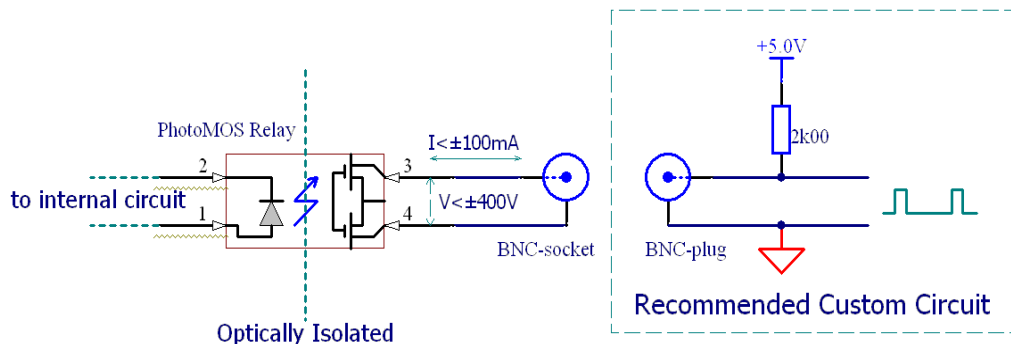 +5.0V
2k00
PhotoMOS Relay
I<±100mA
2
3
to internal circuit
V<±400V
1
4
BNC-socket
BNC-plug
Recommended Custom Circuit
Optically Isolated